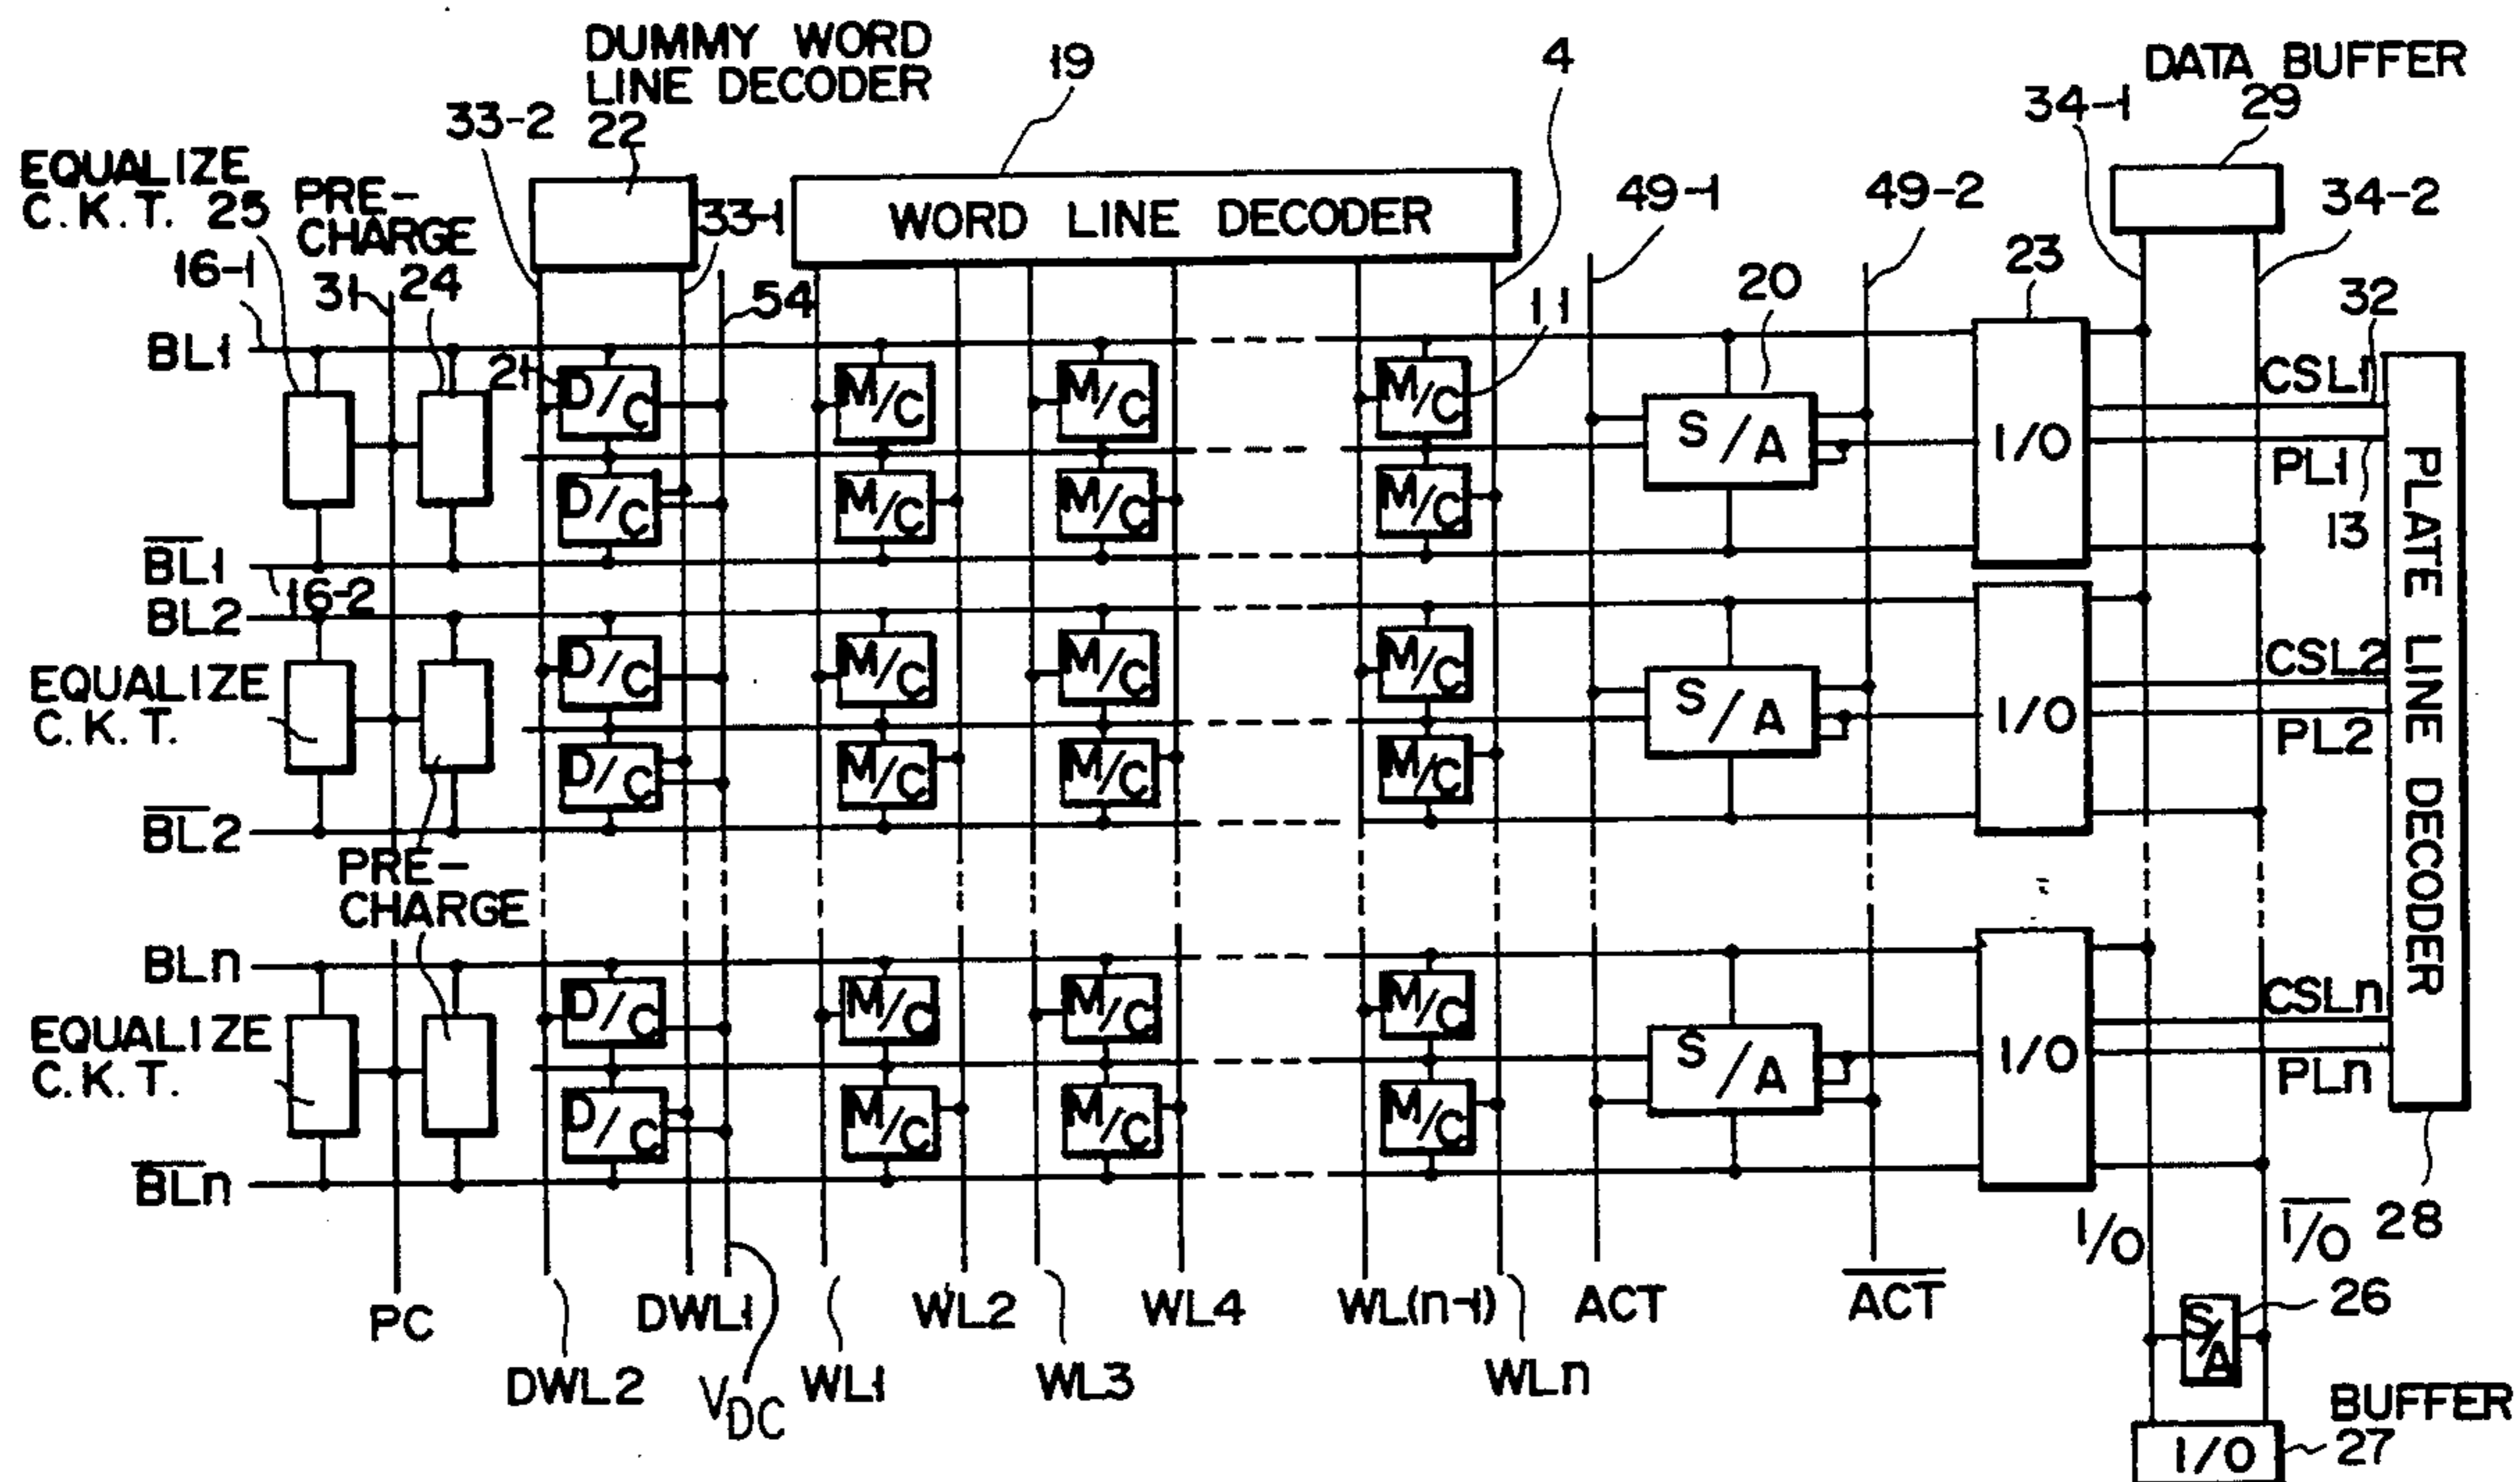 DUMMY WORD
LINE DECODER
22
19
4
DATA BUFFER
29
33-2
34-1
EQUALIZE
C.K.T. 25
PRE-
CHARGE
24
33-1
WORD LINE DECODER
49-1
49-2
34-2
16-1
31
54
11
20
23
32
BL1
21
D/C
M/C
M/C
M/C
S/A
I/O
CSL1
PL1
13
D/C
M/C
M/C
M/C
BL1
16-2
PLATE LINE DECODER
BL2
D/C
M/C
M/C
M/C
S/A
I/O
CSL2
PL2
EQUALIZE
C.K.T.
D/C
M/C
M/C
M/C
BL2
PRE-
CHARGE
BLn
D/C
M/C
M/C
M/C
S/A
I/O
CSLn
PLn
EQUALIZE
C.K.T.
D/C
M/C
M/C
M/C
BLn
28
I/O
I/O
PC
DWL1
WL2
WL4
WL(n-1)
ACT
ACT
26
S/A
DWL2
VDC
WL1
WL3
WLn
BUFFER
27
I/O